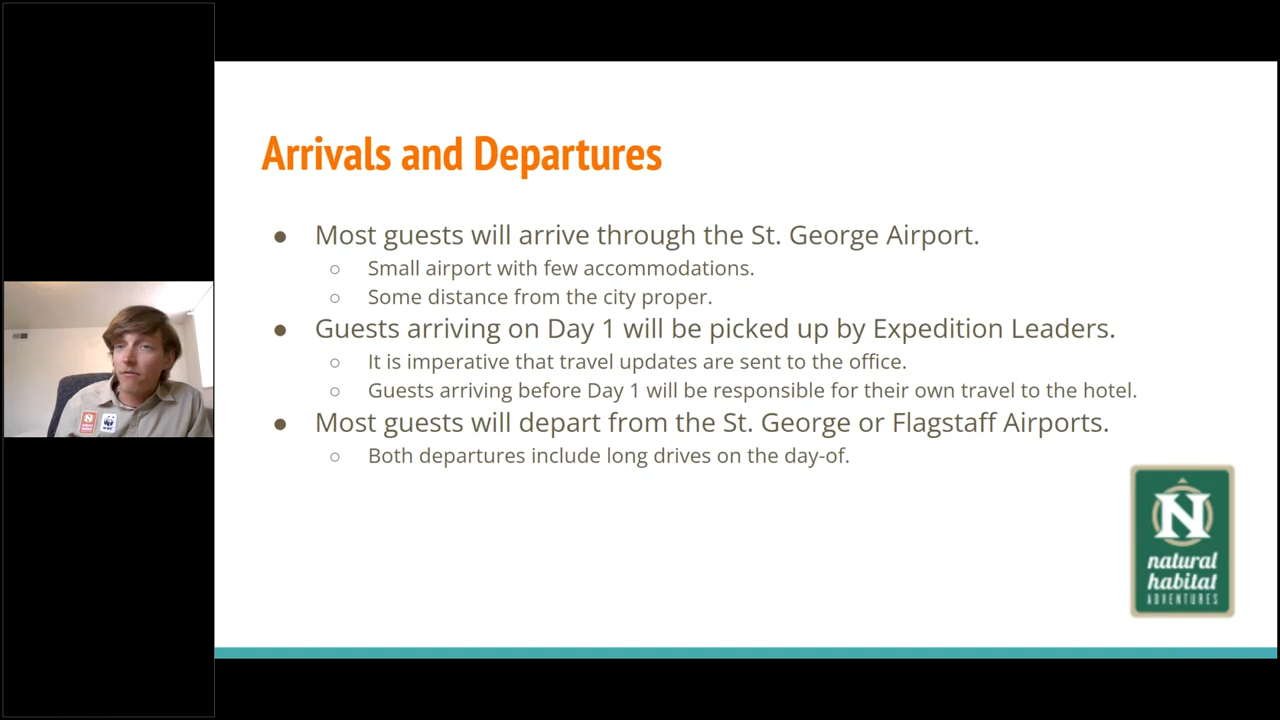 Arrivals and Departures
● Most guests will arrive through the St. George Airport.
○ Small airport with few accommodations.
○ Some distance from the city proper.
● Guests arriving on Day 1 will be picked up by Expedition Leaders.
○ It is imperative that travel updates are sent to the office.
○ Guests arriving before Day 1 will be responsible for their own travel to the hotel.
● Most guests will depart from the St. George or Flagstaff Airports.
○ Both departures include long drives on the day-of.
N
natural
habitat
ADVENTURES